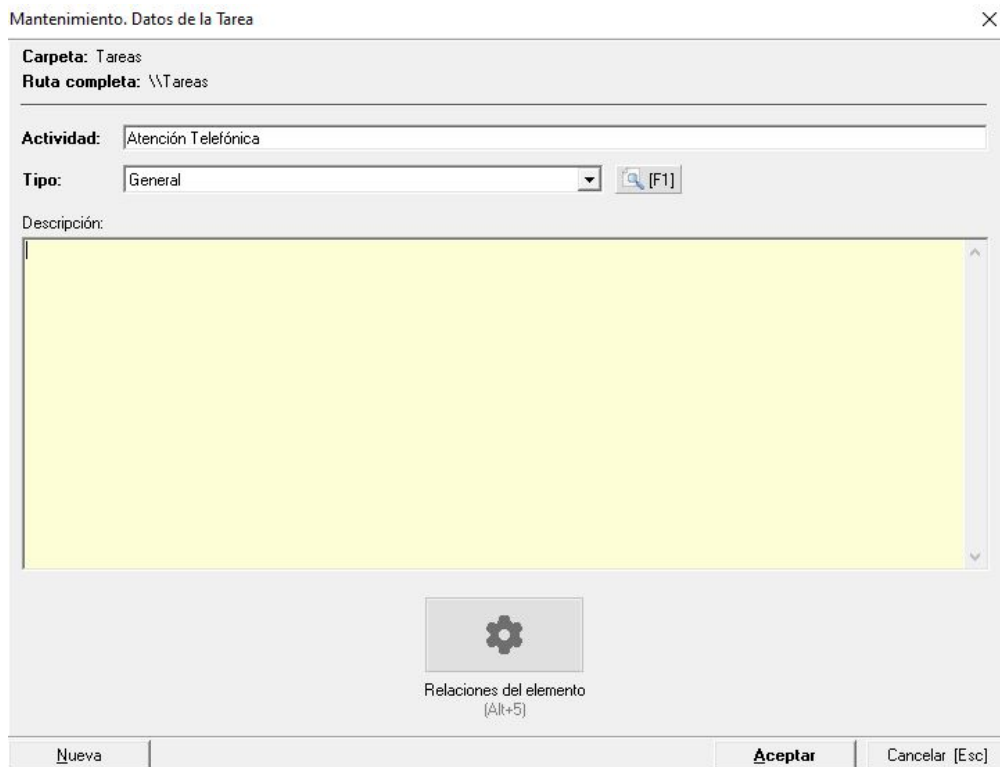 Mantenimiento. Datos de la Tarea
Carpeta: Tareas
Ruta completa: \\Tareas
Actividad: Atención Telefónica
Tipo: General [F1]
Descripción:
Relaciones del elemento
(Alt+5)
Nueva Aceptar Cancelar [Esc]